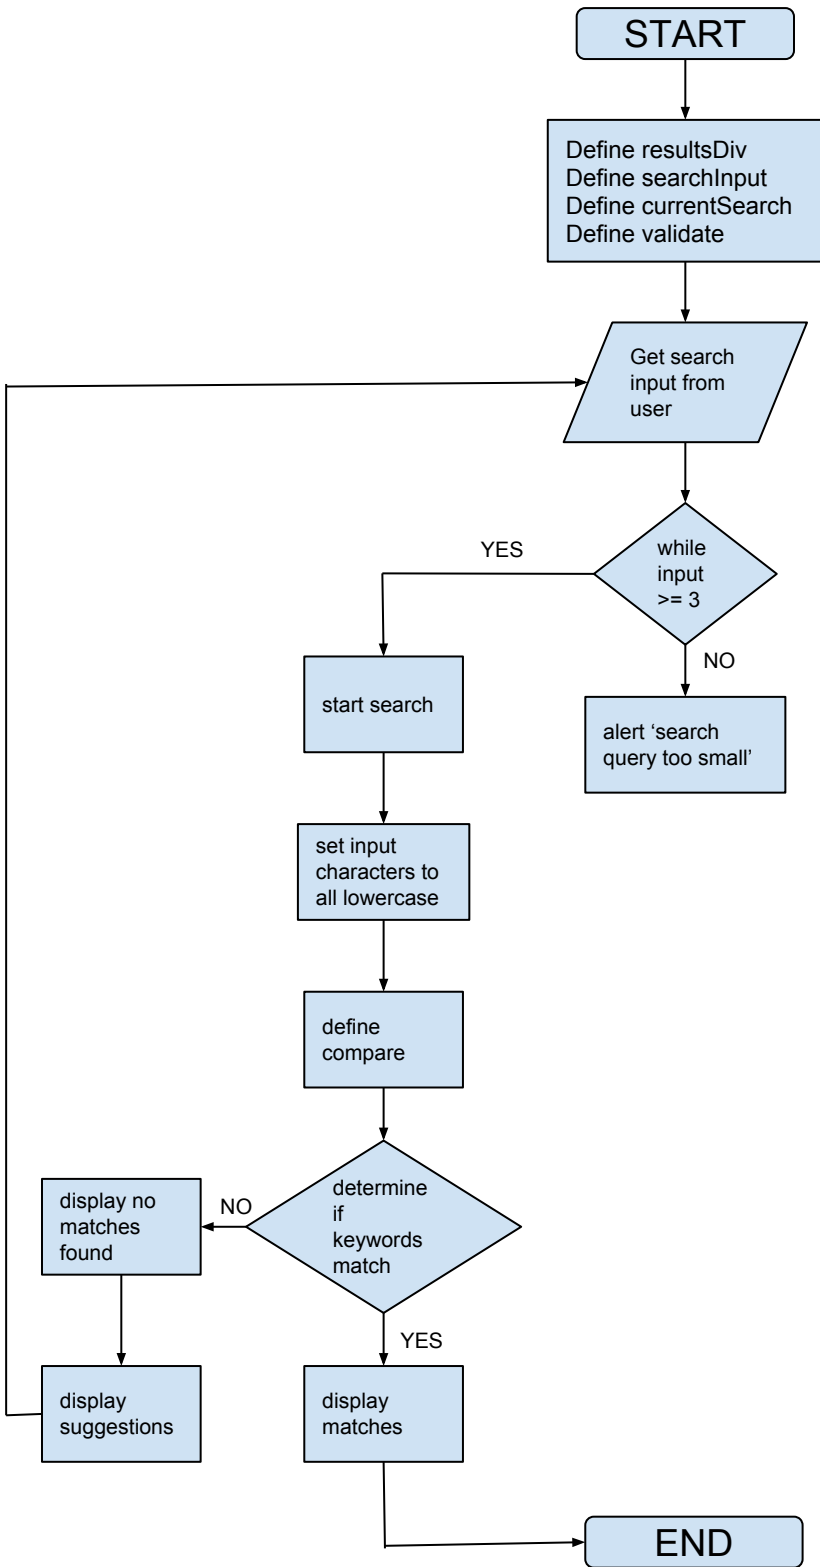 START
Define resultsDiv
Define searchInput
Define currentSearch
Define validate
Get search
input from
user
while
input
>= 3
YES
NO
start search
alert ‘search
query too small’
set input
characters to
all lowercase
define
compare
determine
if
keywords
match
NO
display no
matches
found
YES
display
suggestions
display
matches
END